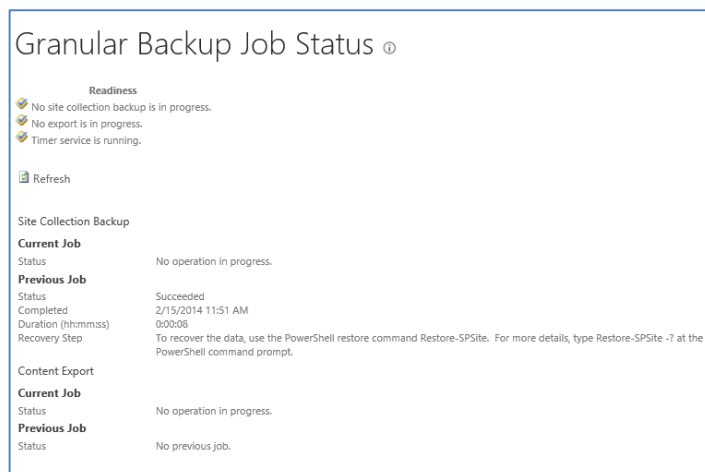 Granular Backup Job Status
Readiness
No site collection backup is in progress.
No export is in progress.
Timer service is running.
Refresh
Site Collection Backup
Current Job
Status No operation in progress.
Previous Job
Status Succeeded
Completed 2/15/2014 11:51 AM
Duration (hh:mm:ss) 0:00:08
Recovery Step To recover the data, use the PowerShell restore command Restore-SPSite. For more details, type Restore-SPSite -? at the
PowerShell command prompt.
Content Export
Current Job
Status No operation in progress.
Previous Job
Status No previous job.